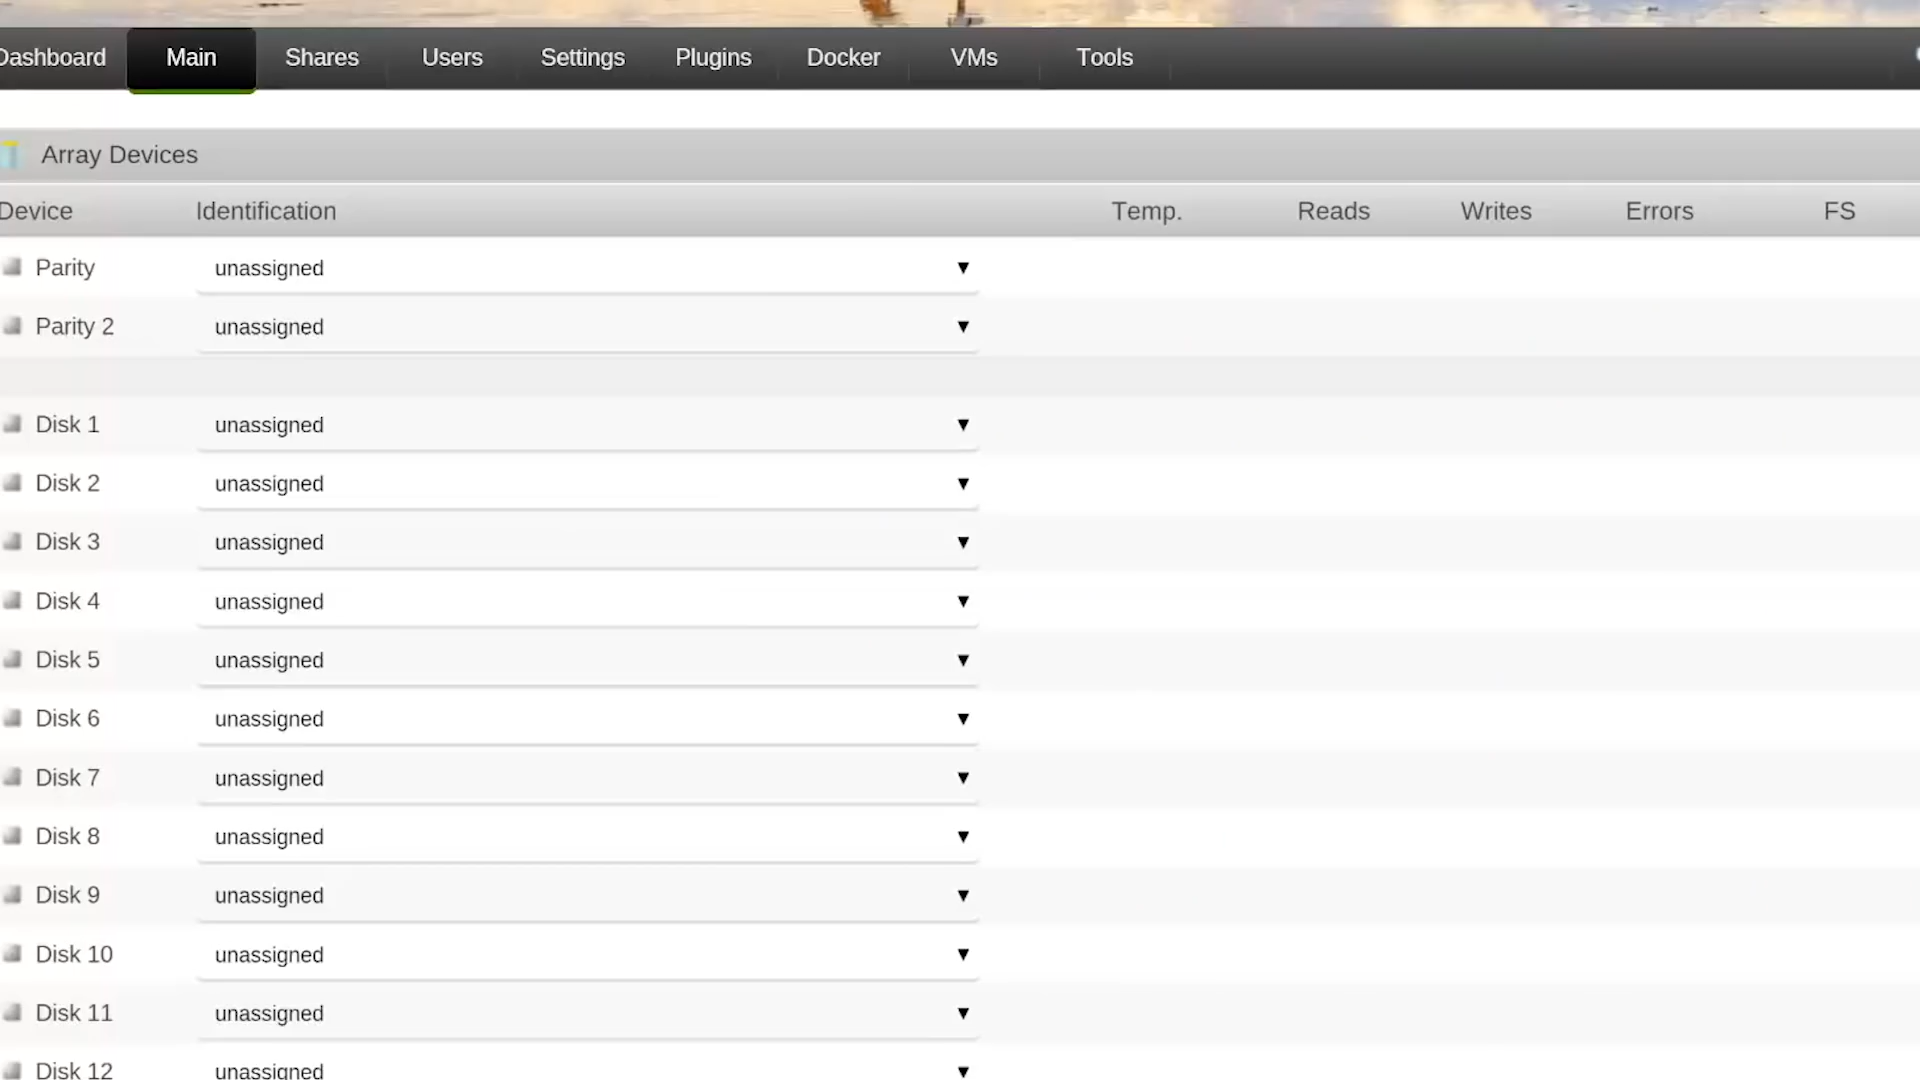 Dashboard Main Shares Users Settings Plugins Docker VMs Tools
Array Devices
Device Identification Temp. Reads Writes Errors FS
Parity unassigned
Parity 2 unassigned
Disk 1 unassigned
Disk 2 unassigned
Disk 3 unassigned
Disk 4 unassigned
Disk 5 unassigned
Disk 6 unassigned
Disk 7 unassigned
Disk 8 unassigned
Disk 9 unassigned
Disk 10 unassigned
Disk 11 unassigned
Disk 12 unassigned